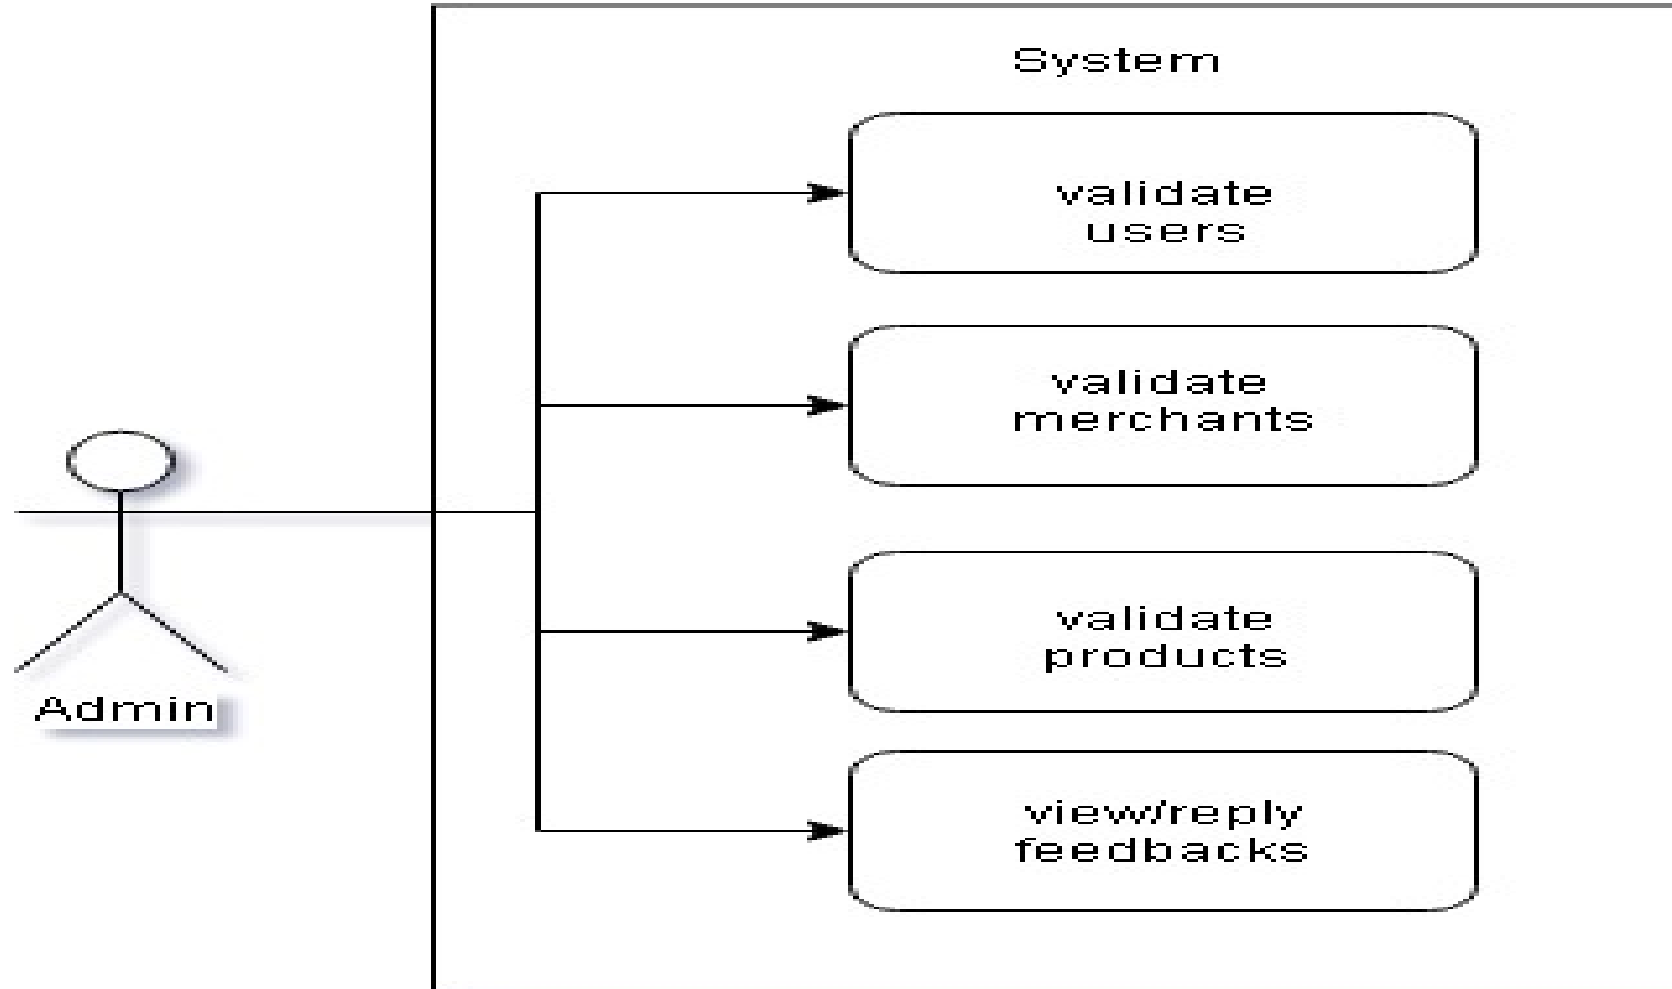 System
validate
users
validate
merchants
validate
products
view/reply
feedbacks
Admin